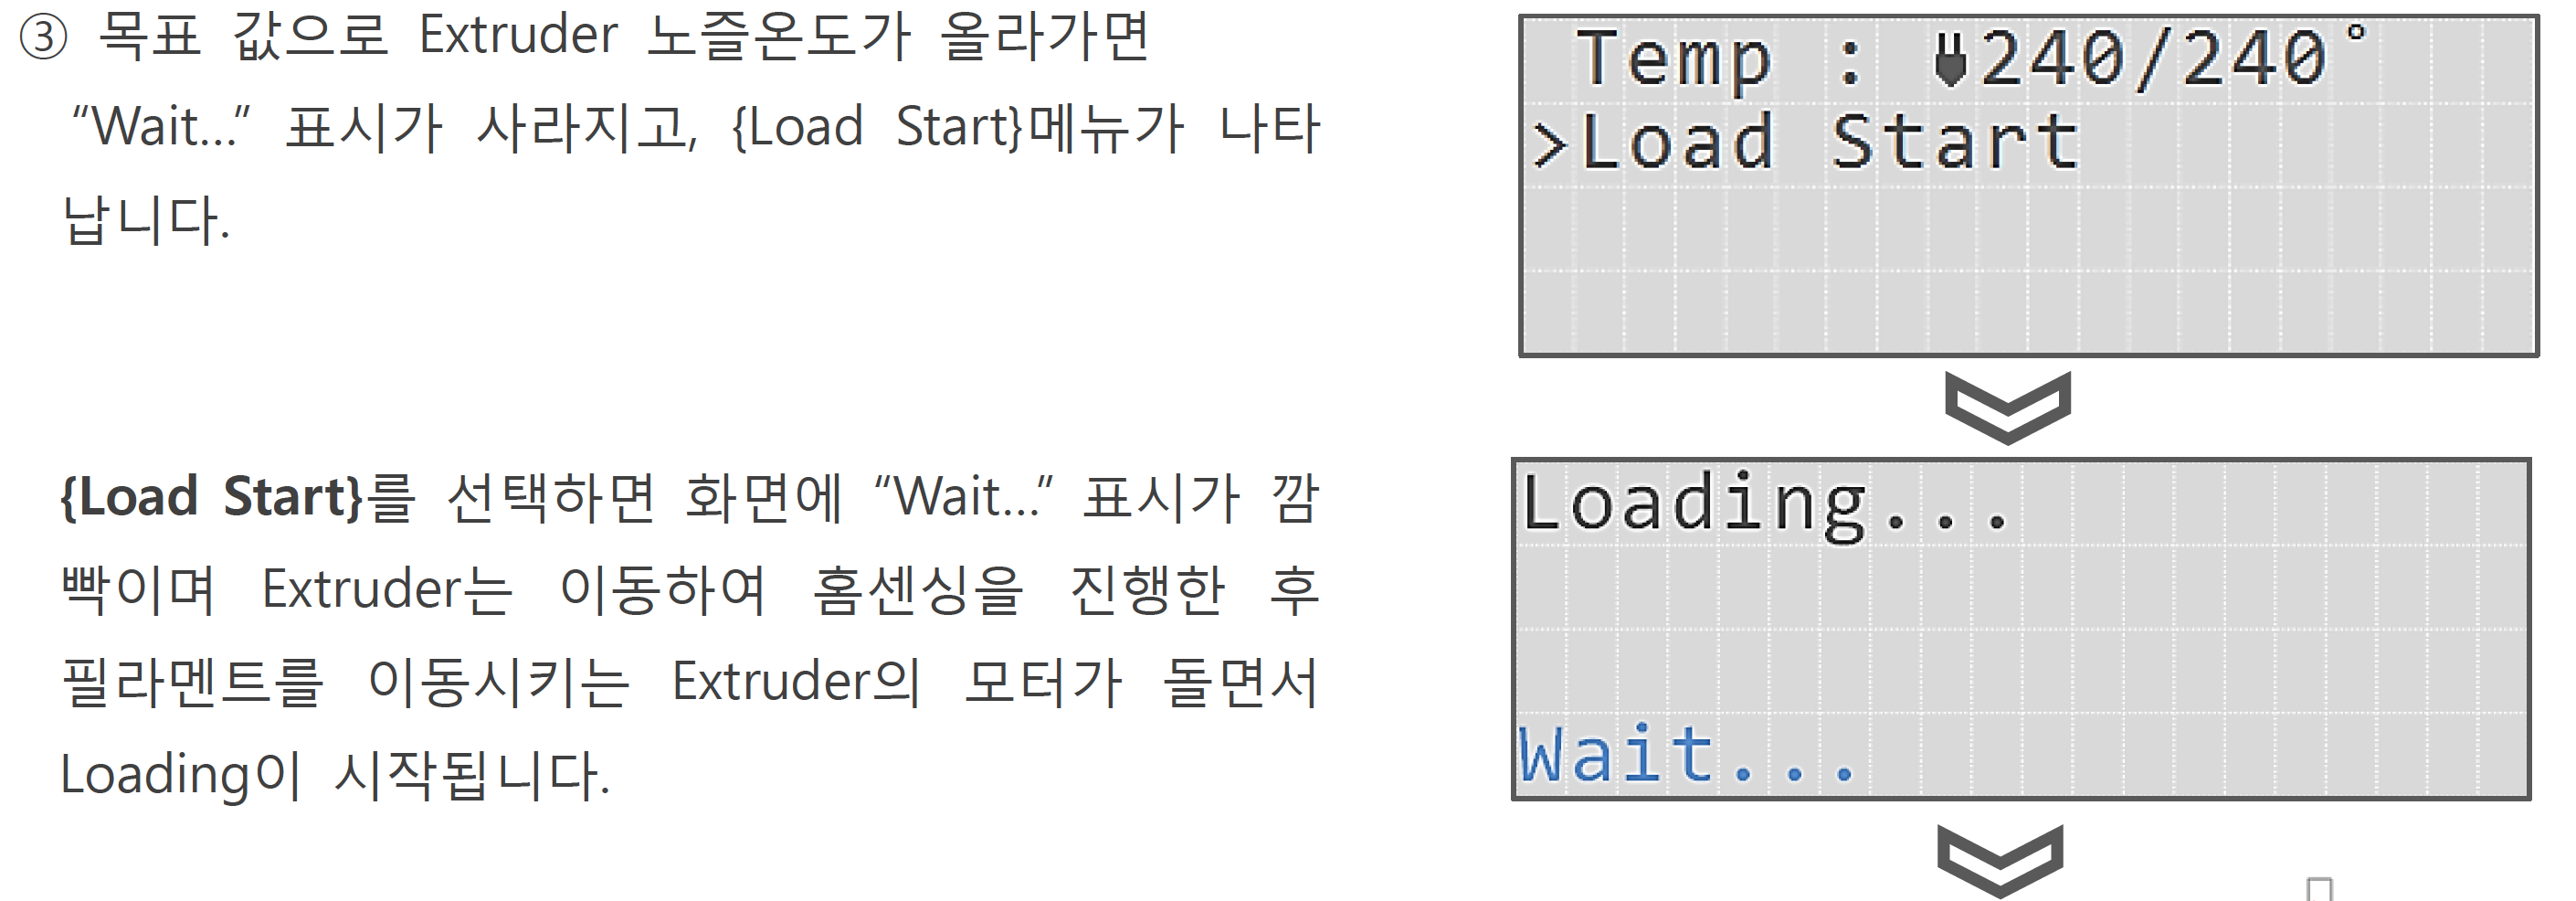 ③ 목표 값으로 Extruder 노즐온도가 올라가면
“Wait…” 표시가 사라지고, {Load Start}메뉴가 나타
납니다.
Temp : 240/240°
>Load Start
{Load Start}를 선택하면 화면에 “Wait…” 표시가 깜
빡이며 Extruder는 이동하여 홈센싱을 진행한 후
필라멘트를 이동시키는 Extruder의 모터가 돌면서
Loading이 시작됩니다.
Loading...
Wait...